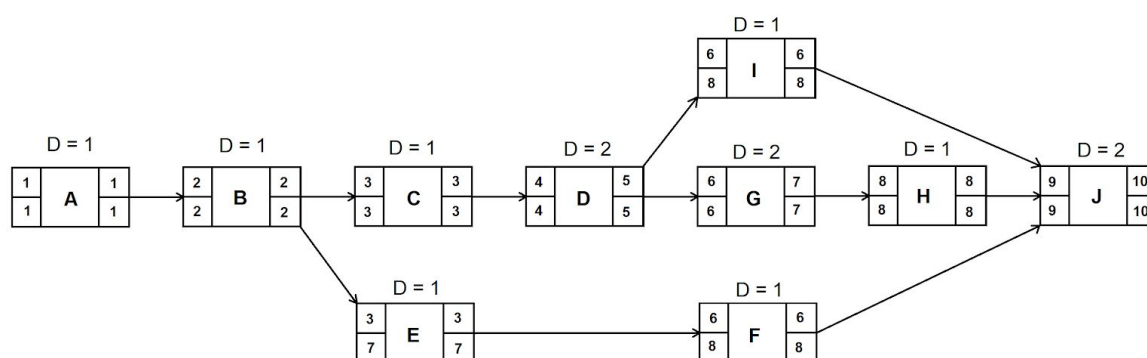 D = 1
6 I 6
8 8
D = 1
D = 1
D = 1
D = 2
D = 2
D = 1
D = 2
1 A 1
1 1
2 B 2
2 2
3 C 3
3 3
4 D 5
4 5
6 G 7
6 7
8 H 8
8 8
9 J 10
9 10
D = 1
D = 1
3 E 3
7 7
6 F 6
8 8